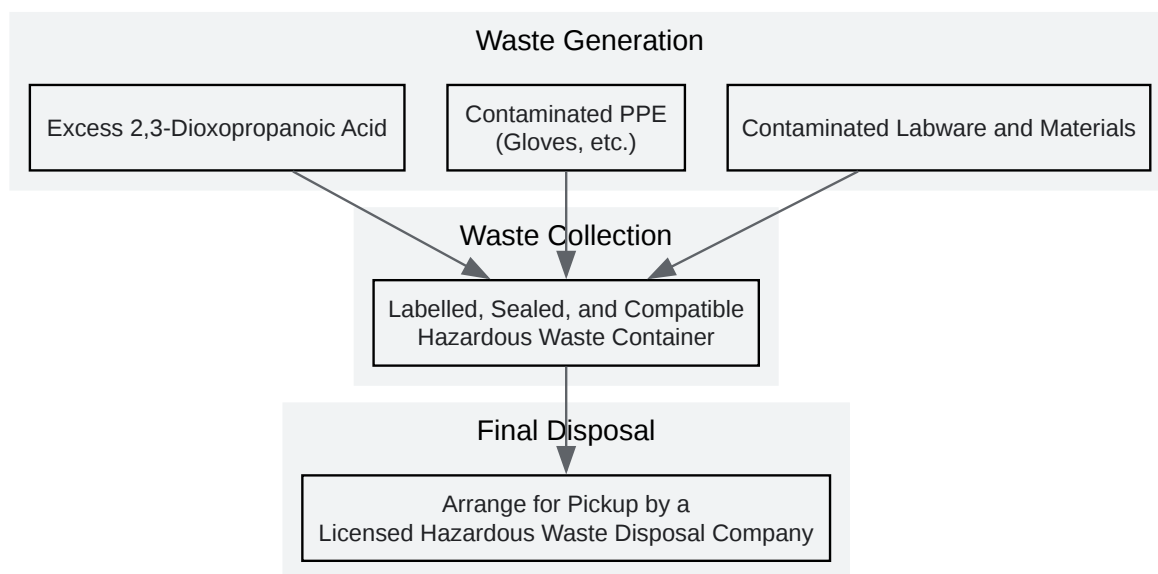 Waste Generation
Excess 2,3-Dioxopropanoic Acid
Contaminated PPE
(Gloves, etc.)
Contaminated Labware and Materials
Waste Collection
Labelled, Sealed, and Compatible
Hazardous Waste Container
Final Disposal
Arrange for Pickup by a
Licensed Hazardous Waste Disposal Company